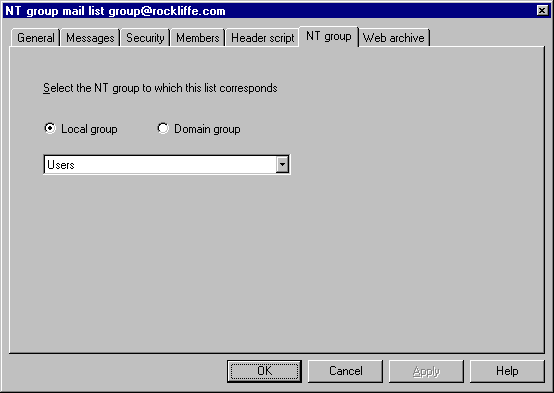 NT group mail list group@rockliffe.com
General Messages Security Members Header script NT group Web archive
Select the NT group to which this list corresponds
Local group Domain group
Users
OK Cancel Apply Help